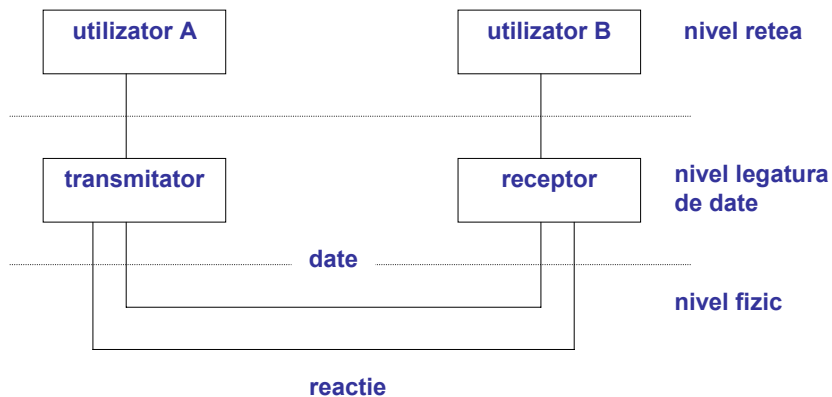 utilizator A
utilizator B
nivel retea
transmitator
receptor
nivel legatura
de date
date
nivel fizic
reactie